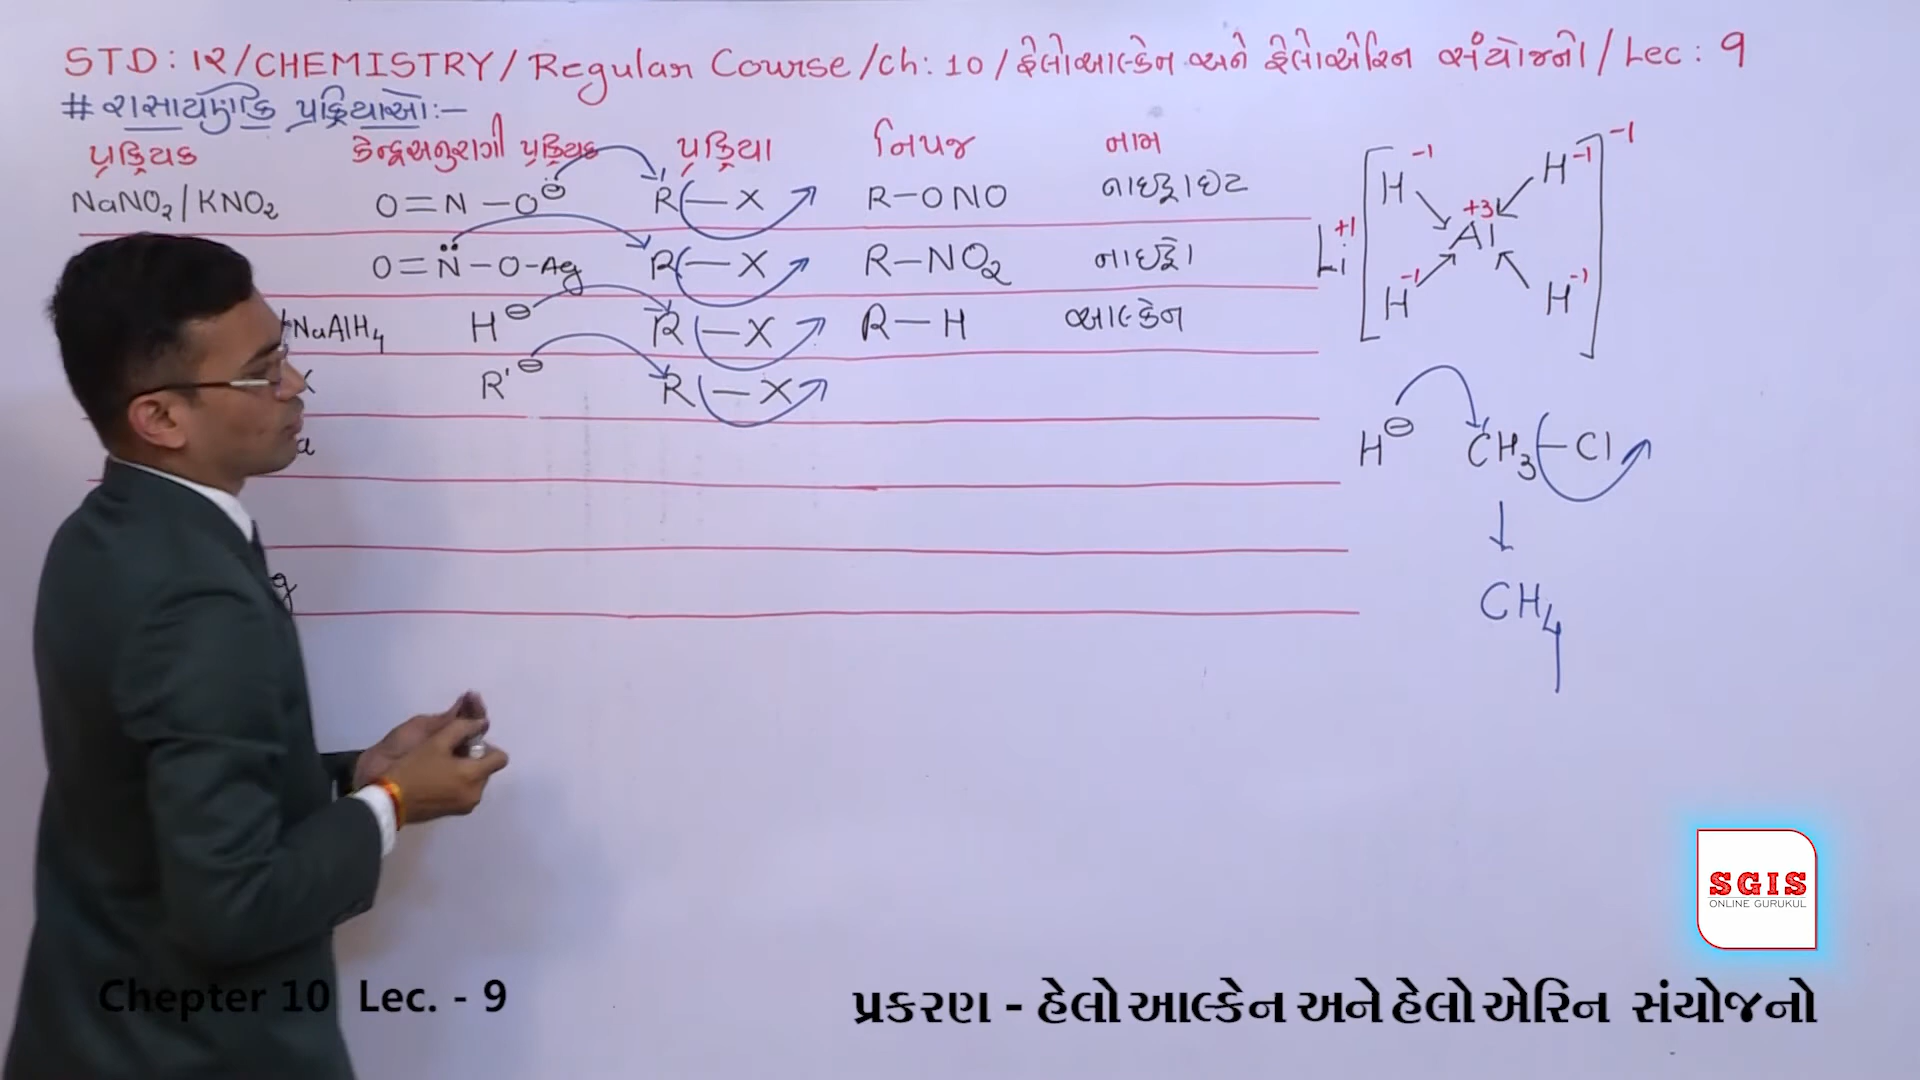 STD: 12/CHEMISTRY/Regular Course/ch: 10/હેલોઆલ્કેન અને હેલોએરિન સંયોજનો/Lec: 9
# રાસાયણિક પ્રક્રિયાઓ:-
પ્રક્રિયક કેન્દ્રઅનુરાગી પ્રક્રિયક પ્રક્રિયા નિપજ નામ
NaNO2/KNO2 O=N-O⊖ R-X R-ONO નાઇટ્રાઇટ
O=N̈-O-Ag R-X R-NO2 નાઇટ્રો
/NaAlH4 H⊖ R-X R-H આલ્કેન
X R'⊖ R-X
a
g
Li +1 [ H -1 H -1 Al +3 H -1 H -1 ] -1
H⊖ CH3-Cl
↓
CH4
SGIS
ONLINE GURUKUL
Chepter 10 Lec. - 9
પ્રકરણ - હેલોઆલ્કેન અને હેલોએરિન સંયોજનો